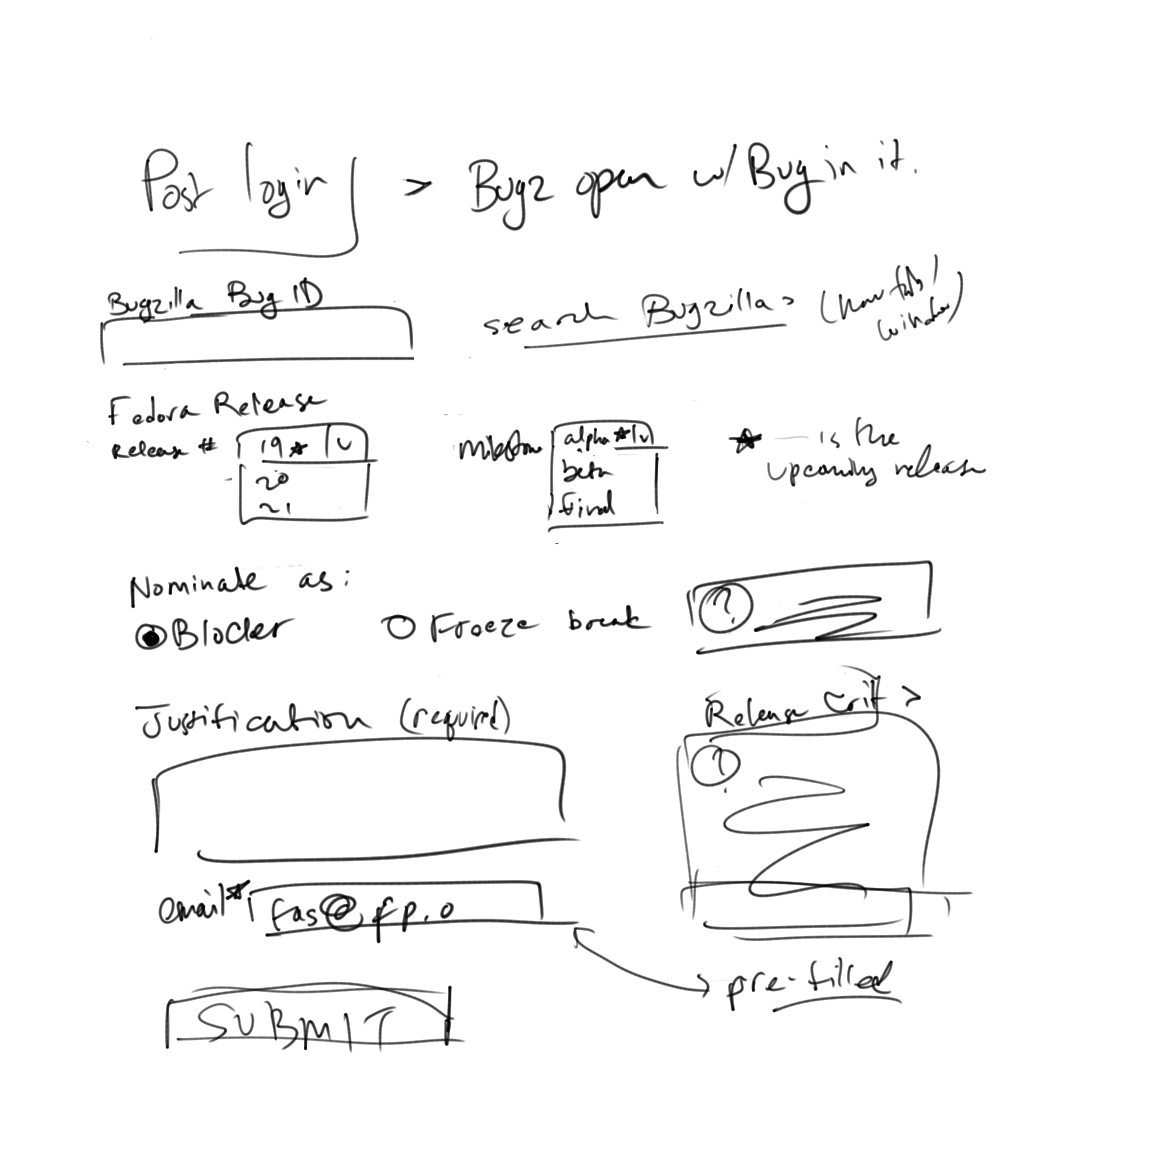 Post login > Bugz open w/ Bug in it.
Bugzilla Bug ID
search Bugzilla > (new tab/
window)
Fedora Release
Release # 19★ v
20
21
milestone alpha★ v
beta
final
★ — is the
upcoming release
Nominate as:
Blocker Freeze break
?
Justification (required)
Release Crit >
?
email★ fas@fp.o
pre-filled
SUBMIT